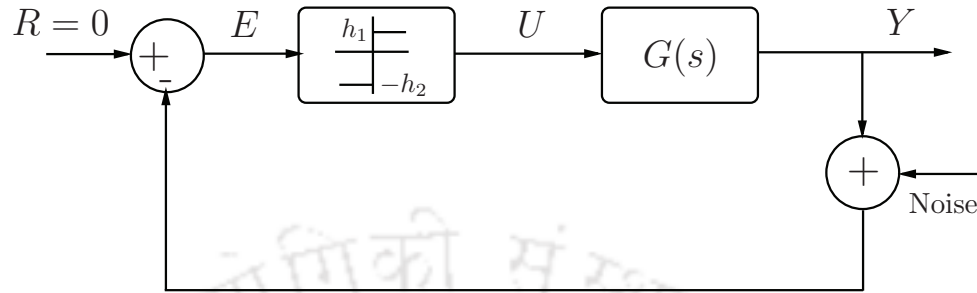 R = 0
+
-
E
h₁
-h₂
U
G(s)
Y
+
Noise